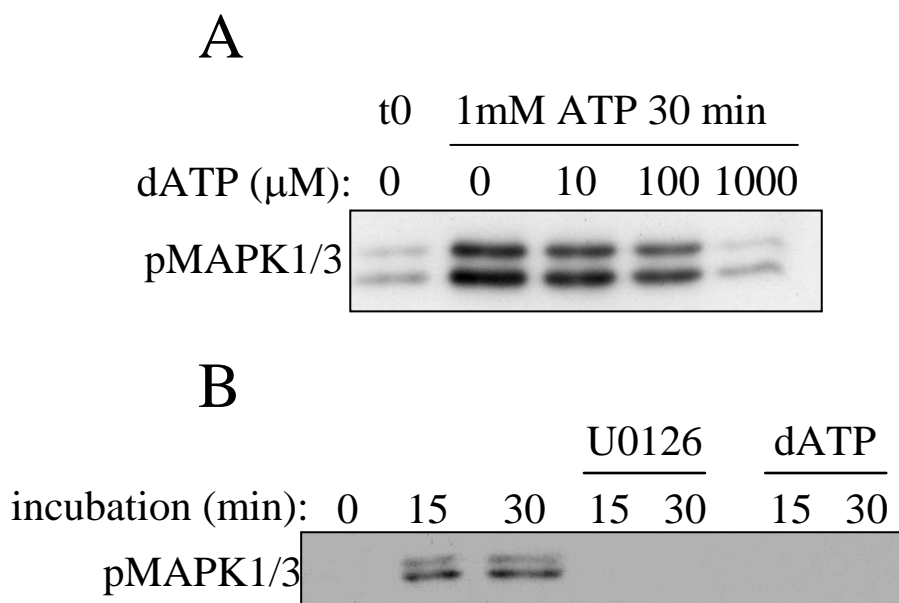 A
t0 1mM ATP 30 min
dATP (μM): 0 0 10 100 1000
pMAPK1/3
B
U0126 dATP
incubation (min): 0 15 30 15 30 15 30
pMAPK1/3